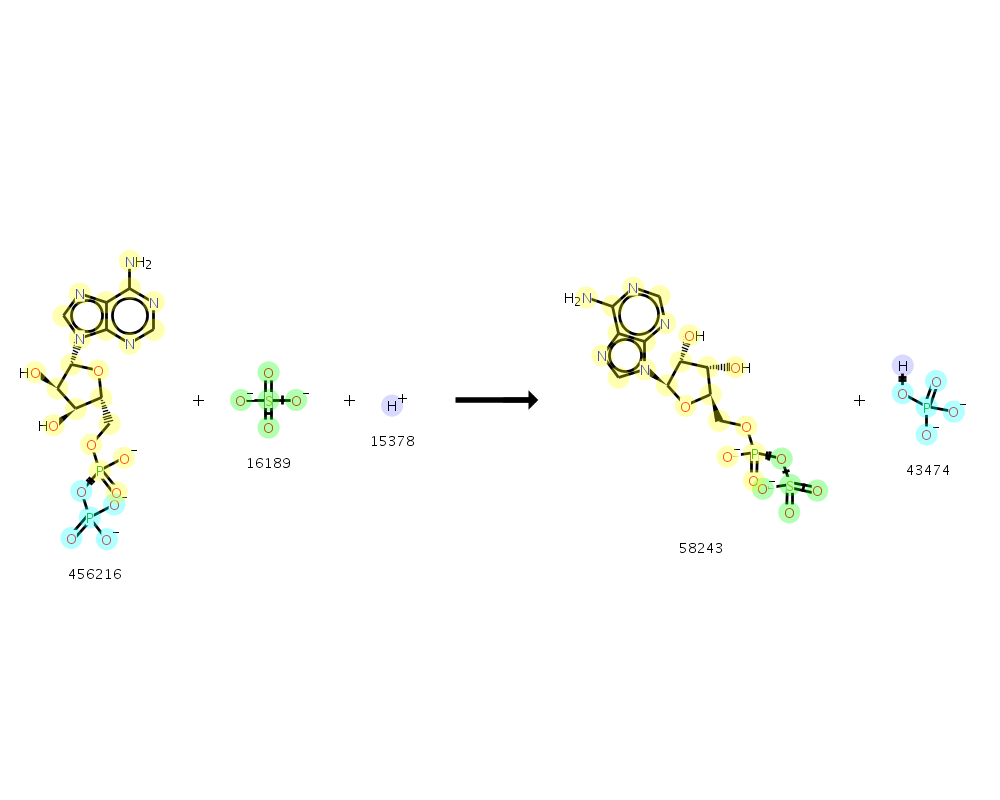 NH2
N N
N N
HO O
HO
O
P O−
O O
P O−
O O−
456216
+
O
O− S O−
O
16189
+
H+
15378
H2N N
N
N N
OH
OH
O
O
O− P O
O O− S O
O
58243
+
H
O O
P O−
O−
43474